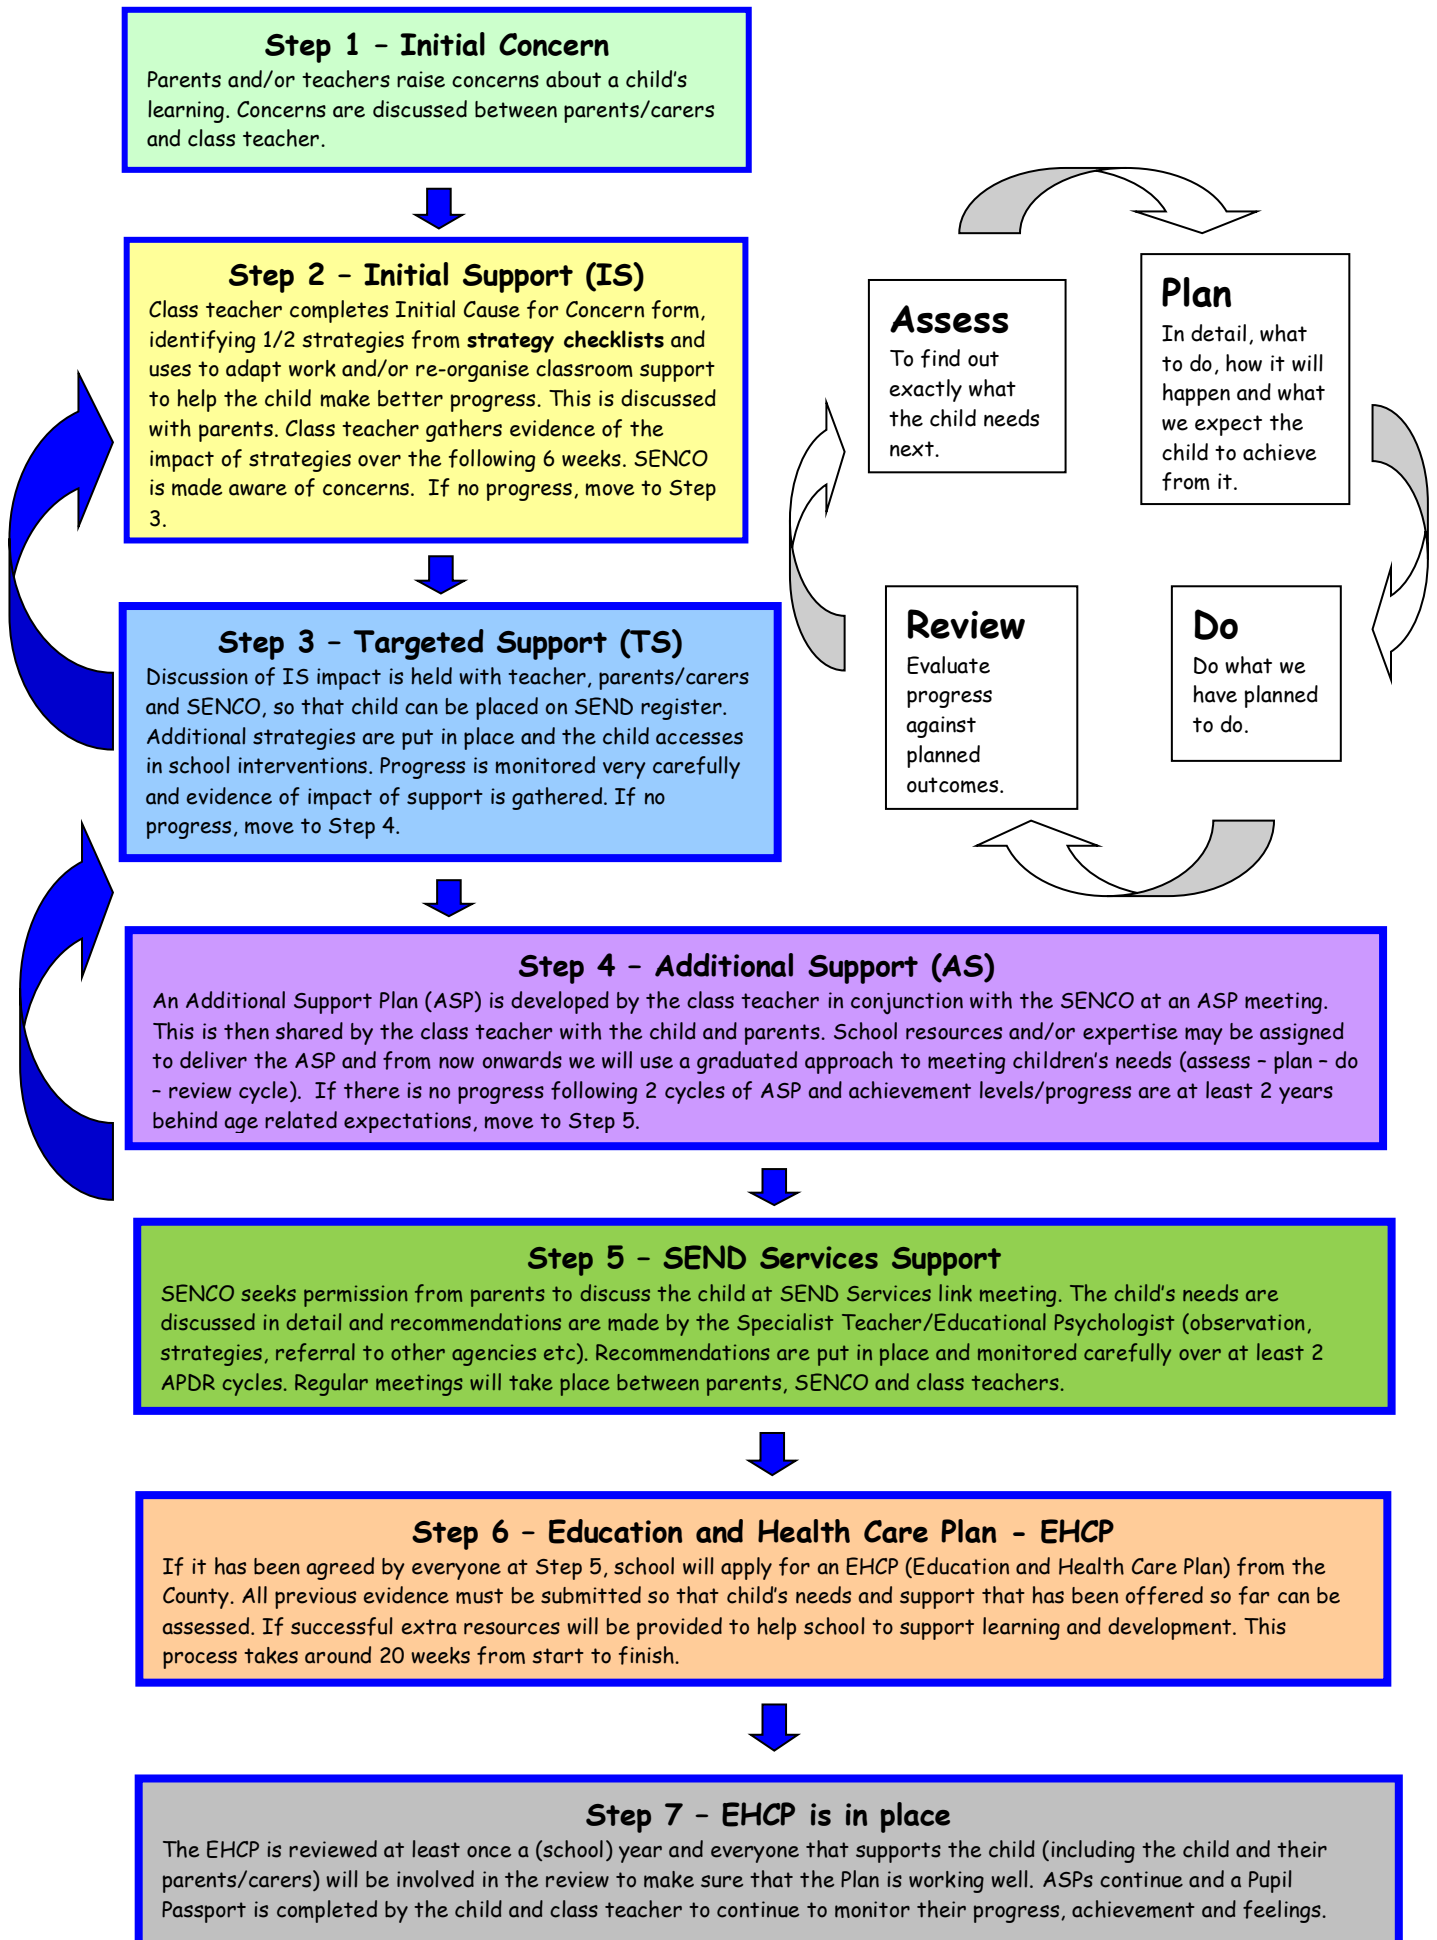 Step 1 – Initial Concern
Parents and/or teachers raise concerns about a child's
learning. Concerns are discussed between parents/carers
and class teacher.
Step 2 – Initial Support (IS)
Class teacher completes Initial Cause for Concern form,
identifying 1/2 strategies from strategy checklists and
uses to adapt work and/or re-organise classroom support
to help the child make better progress. This is discussed
with parents. Class teacher gathers evidence of the
impact of strategies over the following 6 weeks. SENCO
is made aware of concerns.  If no progress, move to Step
3.
Assess
To find out
exactly what
the child needs
next.
Plan
In detail, what
to do, how it will
happen and what
we expect the
child to achieve
from it.
Review
Evaluate
progress
against
planned
outcomes.
Do
Do what we
have planned
to do.
Step 3 – Targeted Support (TS)
Discussion of IS impact is held with teacher, parents/carers
and SENCO, so that child can be placed on SEND register.
Additional strategies are put in place and the child accesses
in school interventions. Progress is monitored very carefully
and evidence of impact of support is gathered. If no
progress, move to Step 4.
Step 4 – Additional Support (AS)
An Additional Support Plan (ASP) is developed by the class teacher in conjunction with the SENCO at an ASP meeting.
This is then shared by the class teacher with the child and parents. School resources and/or expertise may be assigned
to deliver the ASP and from now onwards we will use a graduated approach to meeting children's needs (assess – plan – do
– review cycle).  If there is no progress following 2 cycles of ASP and achievement levels/progress are at least 2 years
behind age related expectations, move to Step 5.
Step 5 – SEND Services Support
SENCO seeks permission from parents to discuss the child at SEND Services link meeting. The child's needs are
discussed in detail and recommendations are made by the Specialist Teacher/Educational Psychologist (observation,
strategies, referral to other agencies etc). Recommendations are put in place and monitored carefully over at least 2
APDR cycles. Regular meetings will take place between parents, SENCO and class teachers.
Step 6 – Education and Health Care Plan - EHCP
If it has been agreed by everyone at Step 5, school will apply for an EHCP (Education and Health Care Plan) from the
County. All previous evidence must be submitted so that child's needs and support that has been offered so far can be
assessed. If successful extra resources will be provided to help school to support learning and development. This
process takes around 20 weeks from start to finish.
Step 7 – EHCP is in place
The EHCP is reviewed at least once a (school) year and everyone that supports the child (including the child and their
parents/carers) will be involved in the review to make sure that the Plan is working well. ASPs continue and a Pupil
Passport is completed by the child and class teacher to continue to monitor their progress, achievement and feelings.